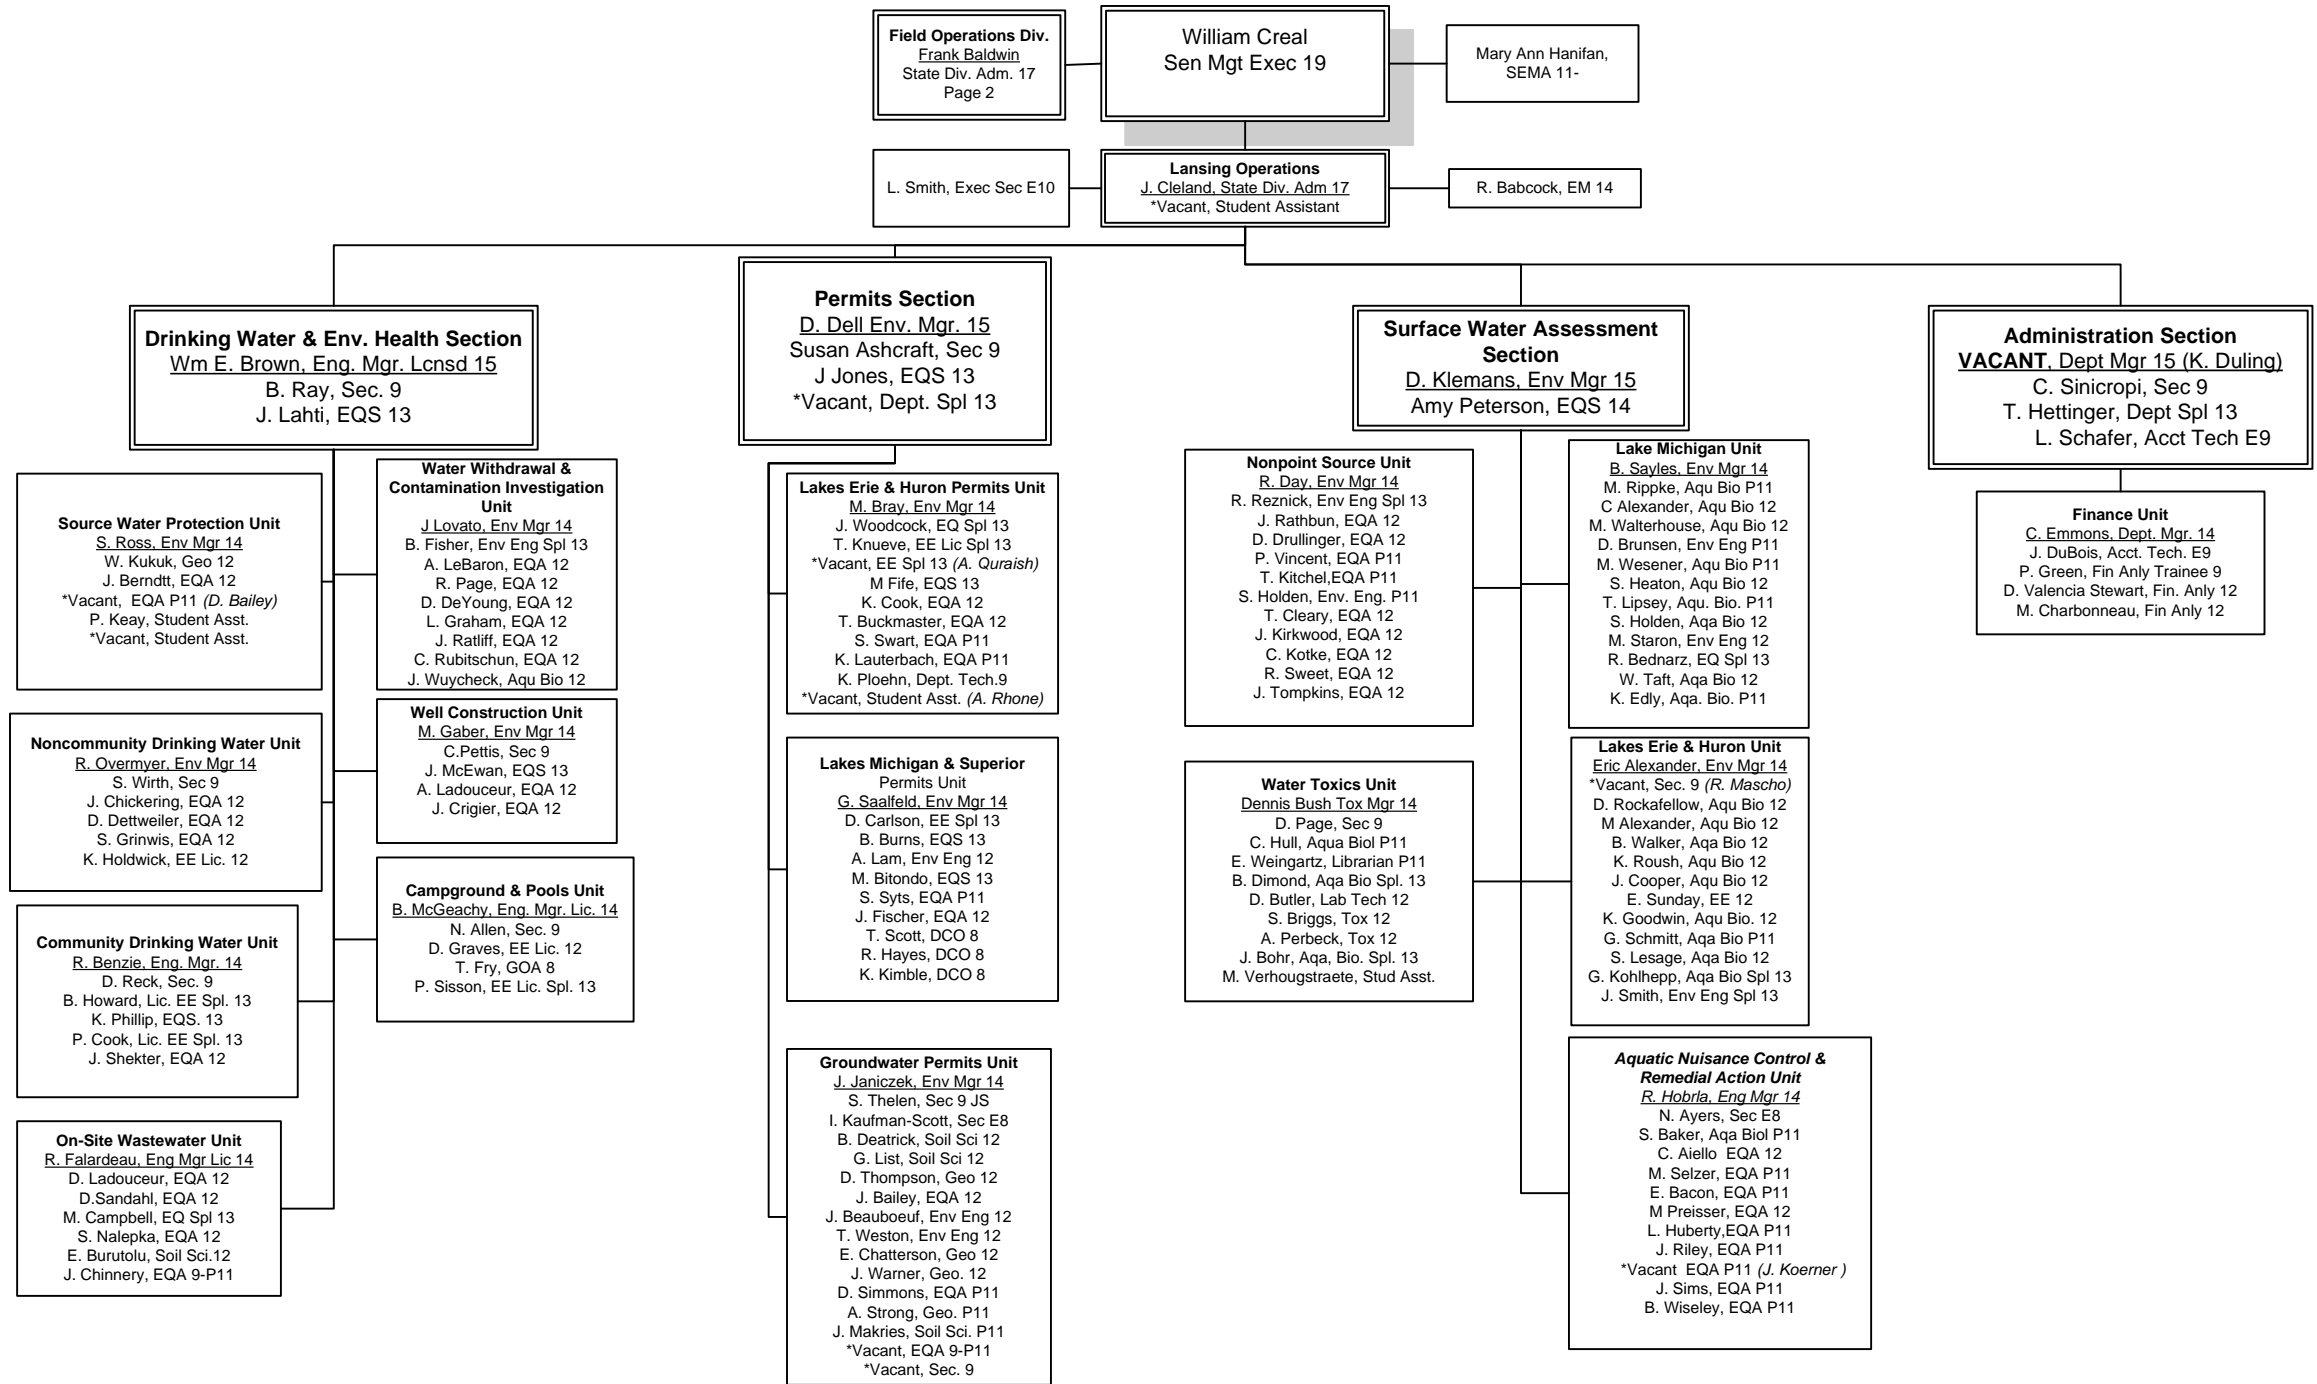 Field Operations Div.
Frank Baldwin
State Div. Adm. 17
Page 2
William Creal
Sen Mgt Exec 19
Mary Ann Hanifan,
SEMA 11-
L. Smith, Exec Sec E10
Lansing Operations
J. Cleland, State Div. Adm 17
*Vacant, Student Assistant
R. Babcock, EM 14
Drinking Water & Env. Health Section
Wm E. Brown, Eng. Mgr. Lcnsd 15
B. Ray, Sec. 9
J. Lahti, EQS 13
Source Water Protection Unit
S. Ross, Env Mgr 14
W. Kukuk, Geo 12
J. Berndtt, EQA 12
*Vacant, EQA P11 (D. Bailey)
P. Keay, Student Asst.
*Vacant, Student Asst.
Noncommunity Drinking Water Unit
R. Overmyer, Env Mgr 14
S. Wirth, Sec 9
J. Chickering, EQA 12
D. Dettweiler, EQA 12
S. Grinwis, EQA 12
K. Holdwick, EE Lic. 12
Community Drinking Water Unit
R. Benzie, Eng. Mgr. 14
D. Reck, Sec. 9
B. Howard, Lic. EE Spl. 13
K. Phillip, EQS. 13
P. Cook, Lic. EE Spl. 13
J. Shekter, EQA 12
On-Site Wastewater Unit
R. Falardeau, Eng Mgr Lic 14
D. Ladouceur, EQA 12
D.Sandahl, EQA 12
M. Campbell, EQ Spl 13
S. Nalepka, EQA 12
E. Burutolu, Soil Sci.12
J. Chinnery, EQA 9-P11
Water Withdrawal &
Contamination Investigation
Unit
J Lovato, Env Mgr 14
B. Fisher, Env Eng Spl 13
A. LeBaron, EQA 12
R. Page, EQA 12
D. DeYoung, EQA 12
L. Graham, EQA 12
J. Ratliff, EQA 12
C. Rubitschun, EQA 12
J. Wuycheck, Aqu Bio 12
Well Construction Unit
M. Gaber, Env Mgr 14
C.Pettis, Sec 9
J. McEwan, EQS 13
A. Ladouceur, EQA 12
J. Crigier, EQA 12
Campground & Pools Unit
B. McGeachy, Eng. Mgr. Lic. 14
N. Allen, Sec. 9
D. Graves, EE Lic. 12
T. Fry, GOA 8
P. Sisson, EE Lic. Spl. 13
Permits Section
D. Dell Env. Mgr. 15
Susan Ashcraft, Sec 9
J Jones, EQS 13
*Vacant, Dept. Spl 13
Lakes Erie & Huron Permits Unit
M. Bray, Env Mgr 14
J. Woodcock, EQ Spl 13
T. Knueve, EE Lic Spl 13
*Vacant, EE Spl 13 (A. Quraish)
M Fife, EQS 13
K. Cook, EQA 12
T. Buckmaster, EQA 12
S. Swart, EQA P11
K. Lauterbach, EQA P11
K. Ploehn, Dept. Tech.9
*Vacant, Student Asst. (A. Rhone)
Lakes Michigan & Superior
Permits Unit
G. Saalfeld, Env Mgr 14
D. Carlson, EE Spl 13
B. Burns, EQS 13
A. Lam, Env Eng 12
M. Bitondo, EQS 13
S. Syts, EQA P11
J. Fischer, EQA 12
T. Scott, DCO 8
R. Hayes, DCO 8
K. Kimble, DCO 8
Groundwater Permits Unit
J. Janiczek, Env Mgr 14
S. Thelen, Sec 9 JS
I. Kaufman-Scott, Sec E8
B. Deatrick, Soil Sci 12
G. List, Soil Sci 12
D. Thompson, Geo 12
J. Bailey, EQA 12
J. Beauboeuf, Env Eng 12
T. Weston, Env Eng 12
E. Chatterson, Geo 12
J. Warner, Geo. 12
D. Simmons, EQA P11
A. Strong, Geo. P11
J. Makries, Soil Sci. P11
*Vacant, EQA 9-P11
*Vacant, Sec. 9
Surface Water Assessment
Section
D. Klemans, Env Mgr 15
Amy Peterson, EQS 14
Nonpoint Source Unit
R. Day, Env Mgr 14
R. Reznick, Env Eng Spl 13
J. Rathbun, EQA 12
D. Drullinger, EQA 12
P. Vincent, EQA P11
T. Kitchel,EQA P11
S. Holden, Env. Eng. P11
T. Cleary, EQA 12
J. Kirkwood, EQA 12
C. Kotke, EQA 12
R. Sweet, EQA 12
J. Tompkins, EQA 12
Water Toxics Unit
Dennis Bush Tox Mgr 14
D. Page, Sec 9
C. Hull, Aqua Biol P11
E. Weingartz, Librarian P11
B. Dimond, Aqa Bio Spl. 13
D. Butler, Lab Tech 12
S. Briggs, Tox 12
A. Perbeck, Tox 12
J. Bohr, Aqa, Bio. Spl. 13
M. Verhougstraete, Stud Asst.
Lake Michigan Unit
B. Sayles, Env Mgr 14
M. Rippke, Aqu Bio P11
C Alexander, Aqu Bio 12
M. Walterhouse, Aqu Bio 12
D. Brunsen, Env Eng P11
M. Wesener, Aqu Bio P11
S. Heaton, Aqu Bio 12
T. Lipsey, Aqu. Bio. P11
S. Holden, Aqa Bio 12
M. Staron, Env Eng 12
R. Bednarz, EQ Spl 13
W. Taft, Aqa Bio 12
K. Edly, Aqa. Bio. P11
Lakes Erie & Huron Unit
Eric Alexander, Env Mgr 14
*Vacant, Sec. 9 (R. Mascho)
D. Rockafellow, Aqu Bio 12
M Alexander, Aqu Bio 12
B. Walker, Aqa Bio 12
K. Roush, Aqu Bio 12
J. Cooper, Aqu Bio 12
E. Sunday, EE 12
K. Goodwin, Aqu Bio. 12
G. Schmitt, Aqa Bio P11
S. Lesage, Aqa Bio 12
G. Kohlhepp, Aqa Bio Spl 13
J. Smith, Env Eng Spl 13
Aquatic Nuisance Control &
Remedial Action Unit
R. Hobrla, Eng Mgr 14
N. Ayers, Sec E8
S. Baker, Aqa Biol P11
C. Aiello EQA 12
M. Selzer, EQA P11
E. Bacon, EQA P11
M Preisser, EQA 12
L. Huberty,EQA P11
J. Riley, EQA P11
*Vacant EQA P11 (J. Koerner )
J. Sims, EQA P11
B. Wiseley, EQA P11
Administration Section
VACANT, Dept Mgr 15 (K. Duling)
C. Sinicropi, Sec 9
T. Hettinger, Dept Spl 13
L. Schafer, Acct Tech E9
Finance Unit
C. Emmons, Dept. Mgr. 14
J. DuBois, Acct. Tech. E9
P. Green, Fin Anly Trainee 9
D. Valencia Stewart, Fin. Anly 12
M. Charbonneau, Fin Anly 12